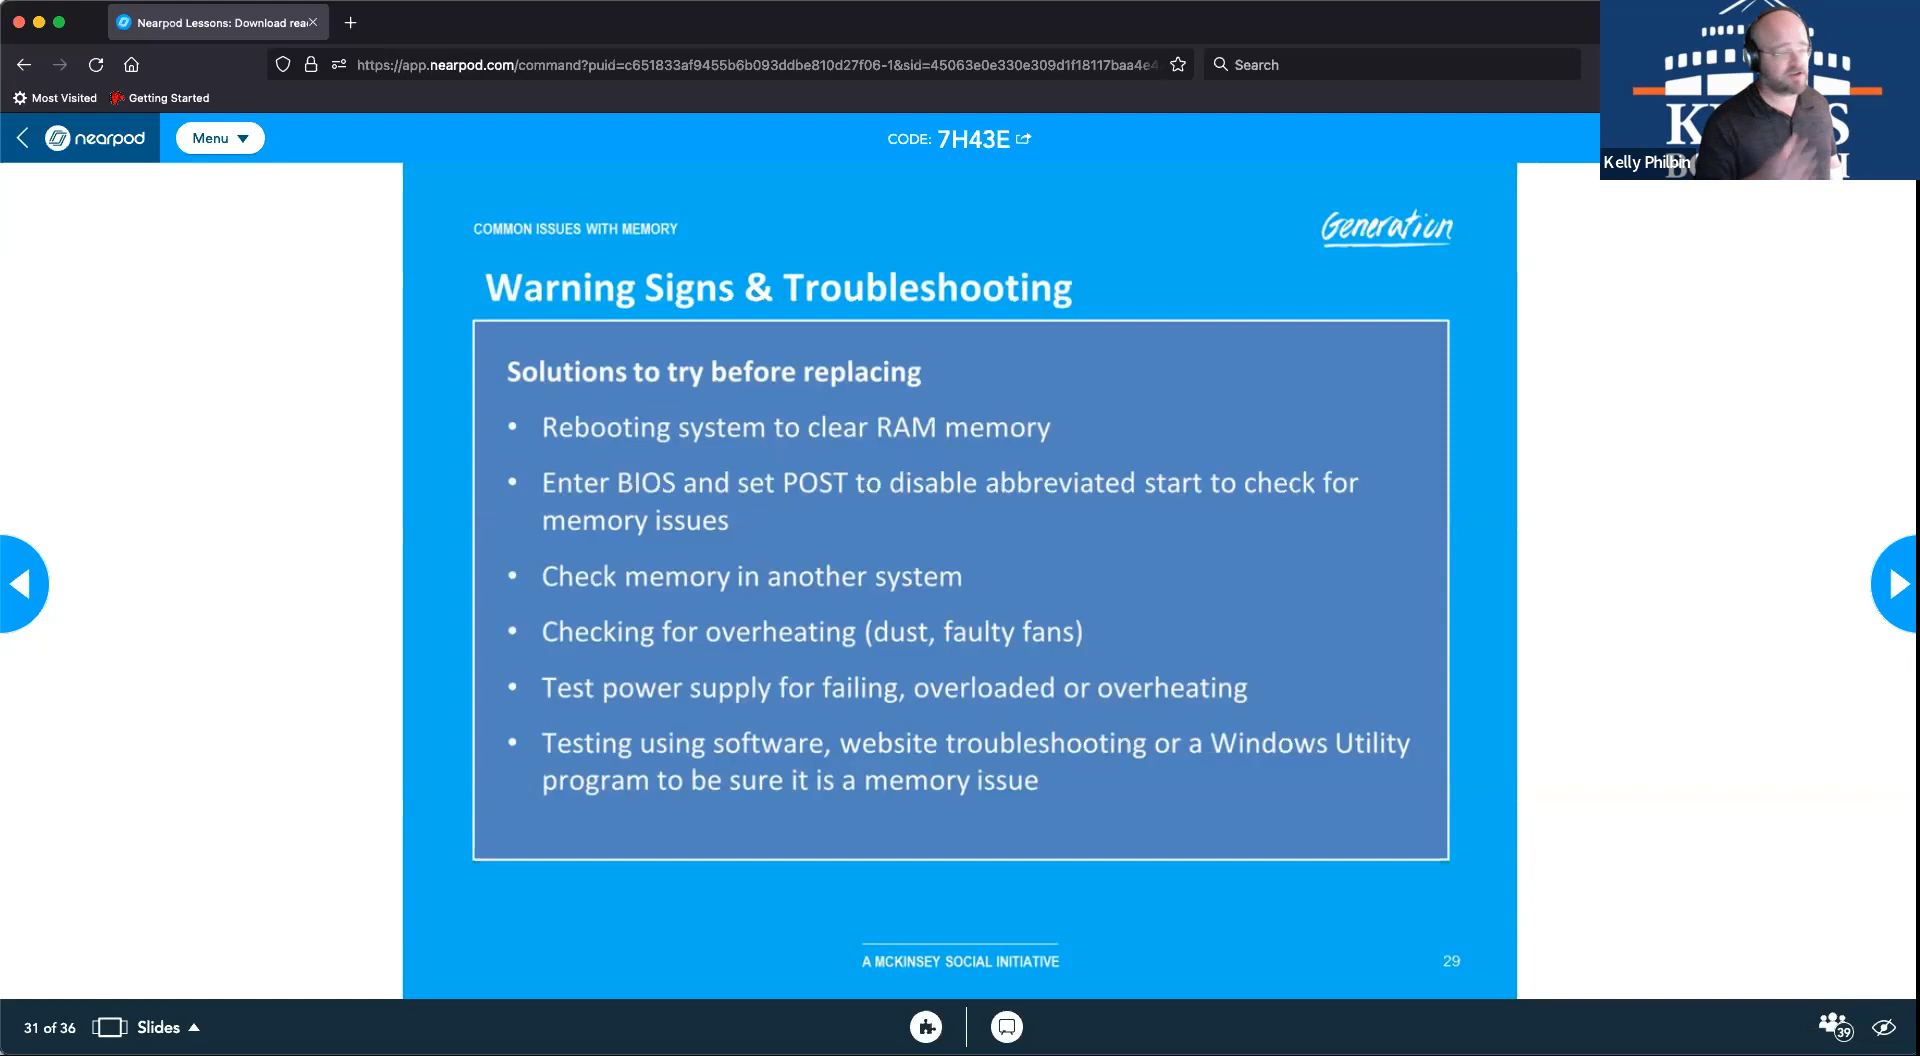 Nearpod Lessons: Download rea
https://app.nearpod.com/command?puid=c651833af9455b6b093ddbe810d27f06-1&sid=45063e0e330e309d1f18117baa4e4
Search
Most Visited
Getting Started
nearpod
Menu
CODE: 7H43E
Kelly Philbin
COMMON ISSUES WITH MEMORY
Generation
Warning Signs & Troubleshooting
Solutions to try before replacing
• Rebooting system to clear RAM memory
• Enter BIOS and set POST to disable abbreviated start to check for
memory issues
• Check memory in another system
• Checking for overheating (dust, faulty fans)
• Test power supply for failing, overloaded or overheating
• Testing using software, website troubleshooting or a Windows Utility
program to be sure it is a memory issue
A MCKINSEY SOCIAL INITIATIVE
29
31 of 36
Slides
39